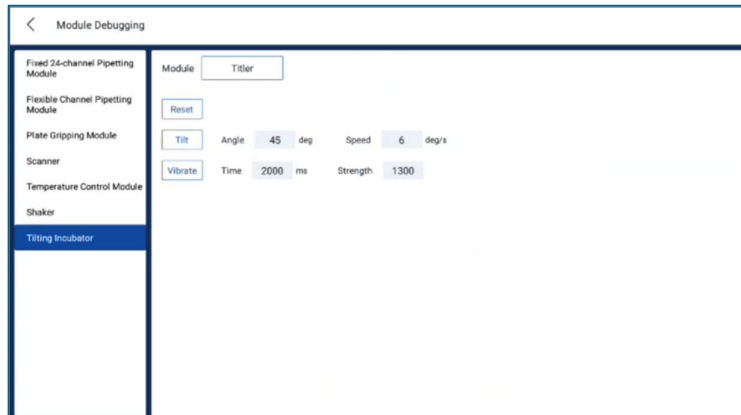 Module Debugging
Fixed 24-channel Pipetting
Module
Flexible Channel Pipetting
Module
Plate Gripping Module
Scanner
Temperature Control Module
Shaker
Tilting Incubator
Module Titler
Reset
Tilt Angle 45 deg Speed 6 deg/s
Vibrate Time 2000 ms Strength 1300